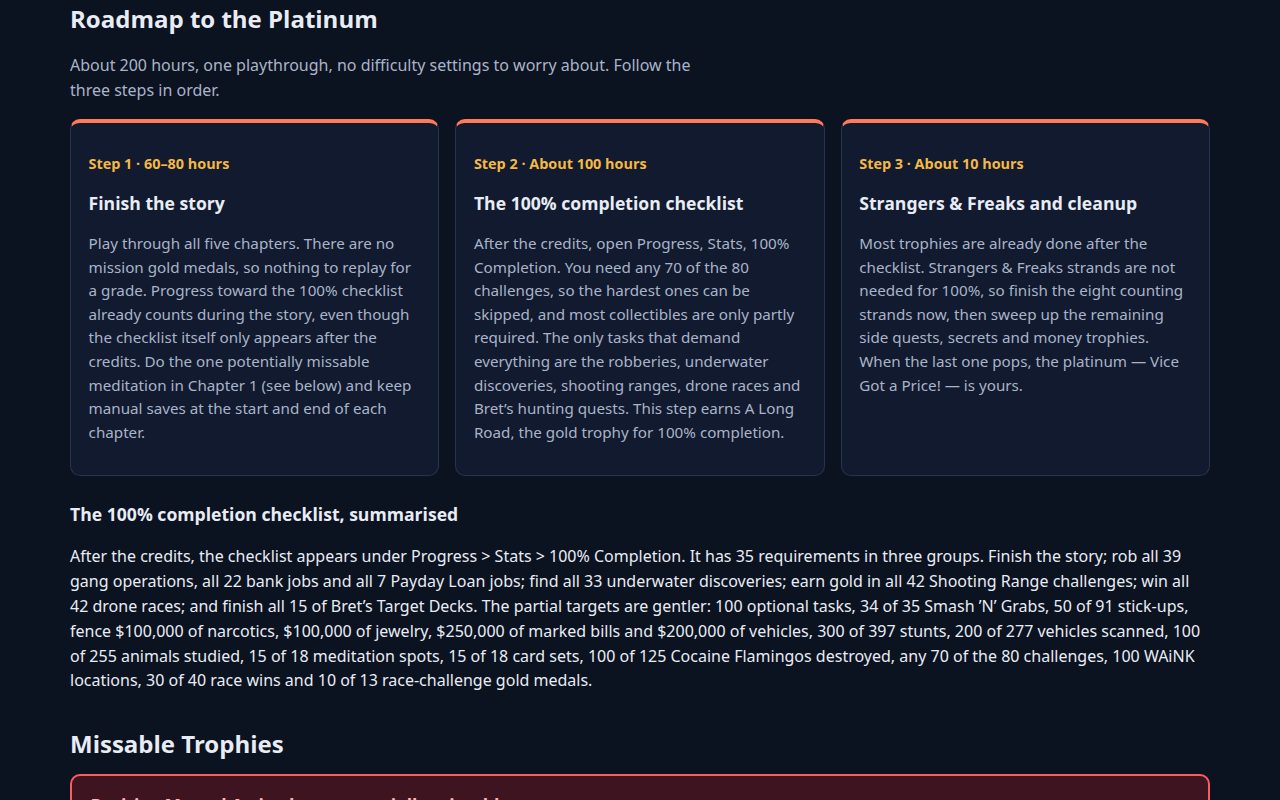 Roadmap to the Platinum
About 200 hours, one playthrough, no difficulty settings to worry about. Follow the
three steps in order.
Step 1 · 60–80 hours
Finish the story
Play through all five chapters. There are no
mission gold medals, so nothing to replay for
a grade. Progress toward the 100% checklist
already counts during the story, even though
the checklist itself only appears after the
credits. Do the one potentially missable
meditation in Chapter 1 (see below) and keep
manual saves at the start and end of each
chapter.
Step 2 · About 100 hours
The 100% completion checklist
After the credits, open Progress, Stats, 100%
Completion. You need any 70 of the 80
challenges, so the hardest ones can be
skipped, and most collectibles are only partly
required. The only tasks that demand
everything are the robberies, underwater
discoveries, shooting ranges, drone races and
Bret’s hunting quests. This step earns A Long
Road, the gold trophy for 100% completion.
Step 3 · About 10 hours
Strangers & Freaks and cleanup
Most trophies are already done after the
checklist. Strangers & Freaks strands are not
needed for 100%, so finish the eight counting
strands now, then sweep up the remaining
side quests, secrets and money trophies.
When the last one pops, the platinum — Vice
Got a Price! — is yours.
The 100% completion checklist, summarised
After the credits, the checklist appears under Progress > Stats > 100% Completion. It has 35 requirements in three groups. Finish the story; rob all 39
gang operations, all 22 bank jobs and all 7 Payday Loan jobs; find all 33 underwater discoveries; earn gold in all 42 Shooting Range challenges; win all
42 drone races; and finish all 15 of Bret’s Target Decks. The partial targets are gentler: 100 optional tasks, 34 of 35 Smash ’N’ Grabs, 50 of 91 stick-ups,
fence $100,000 of narcotics, $100,000 of jewelry, $250,000 of marked bills and $200,000 of vehicles, 300 of 397 stunts, 200 of 277 vehicles scanned, 100
of 255 animals studied, 15 of 18 meditation spots, 15 of 18 card sets, 100 of 125 Cocaine Flamingos destroyed, any 70 of the 80 challenges, 100 WAiNK
locations, 30 of 40 race wins and 10 of 13 race-challenge gold medals.
Missable Trophies